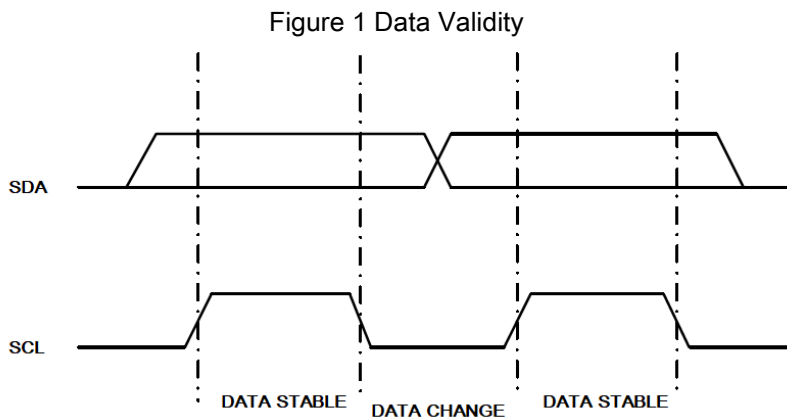 Figure 1 Data Validity
SDA
SCL
DATA STABLE DATA CHANGE DATA STABLE